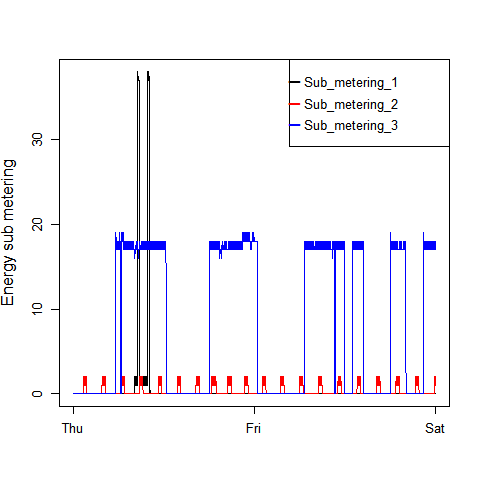 Sub_metering_1
Sub_metering_2
Sub_metering_3
Energy sub metering
30
20
10
0
Thu Fri Sat